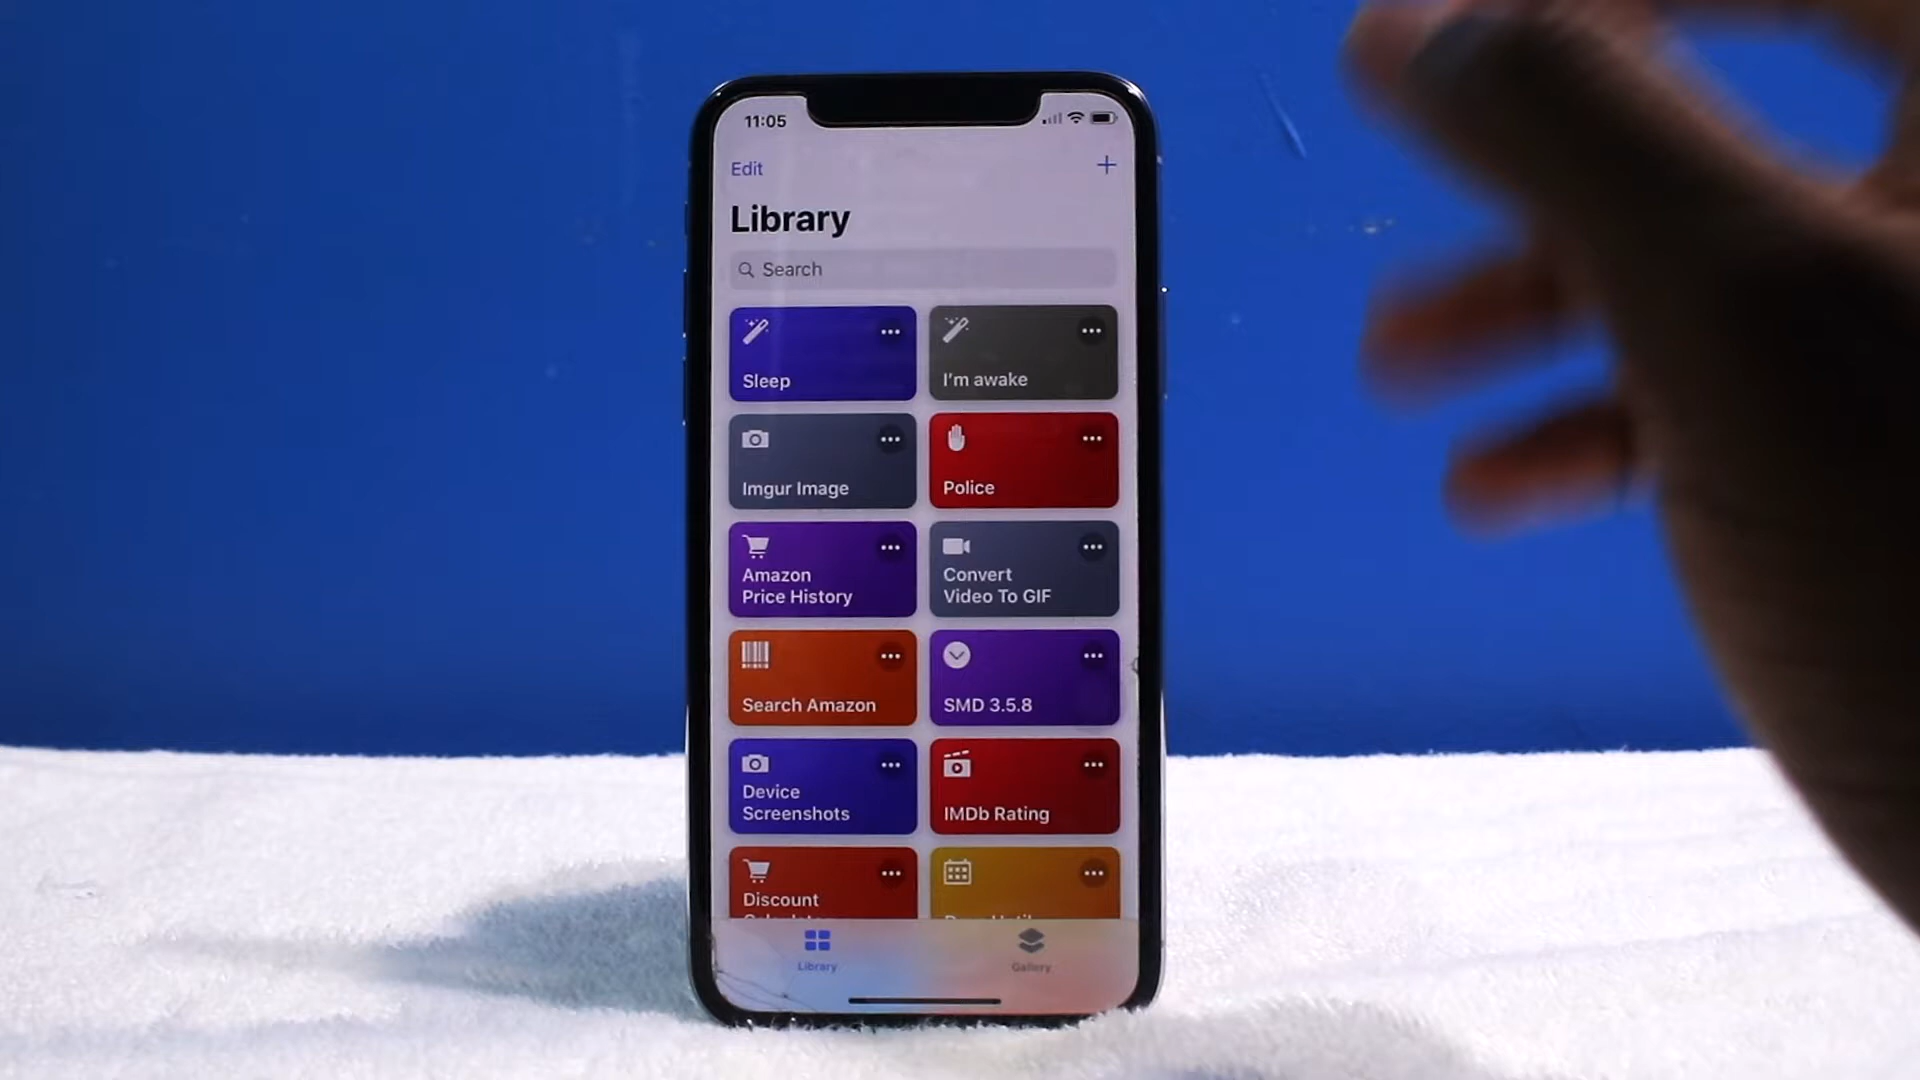 11:05
Edit
Library
Search
Sleep
I'm awake
Imgur Image
Police
Amazon
Price History
Convert
Video To GIF
Search Amazon
SMD 3.5.8
Device
Screenshots
IMDb Rating
Discount
Library
Gallery